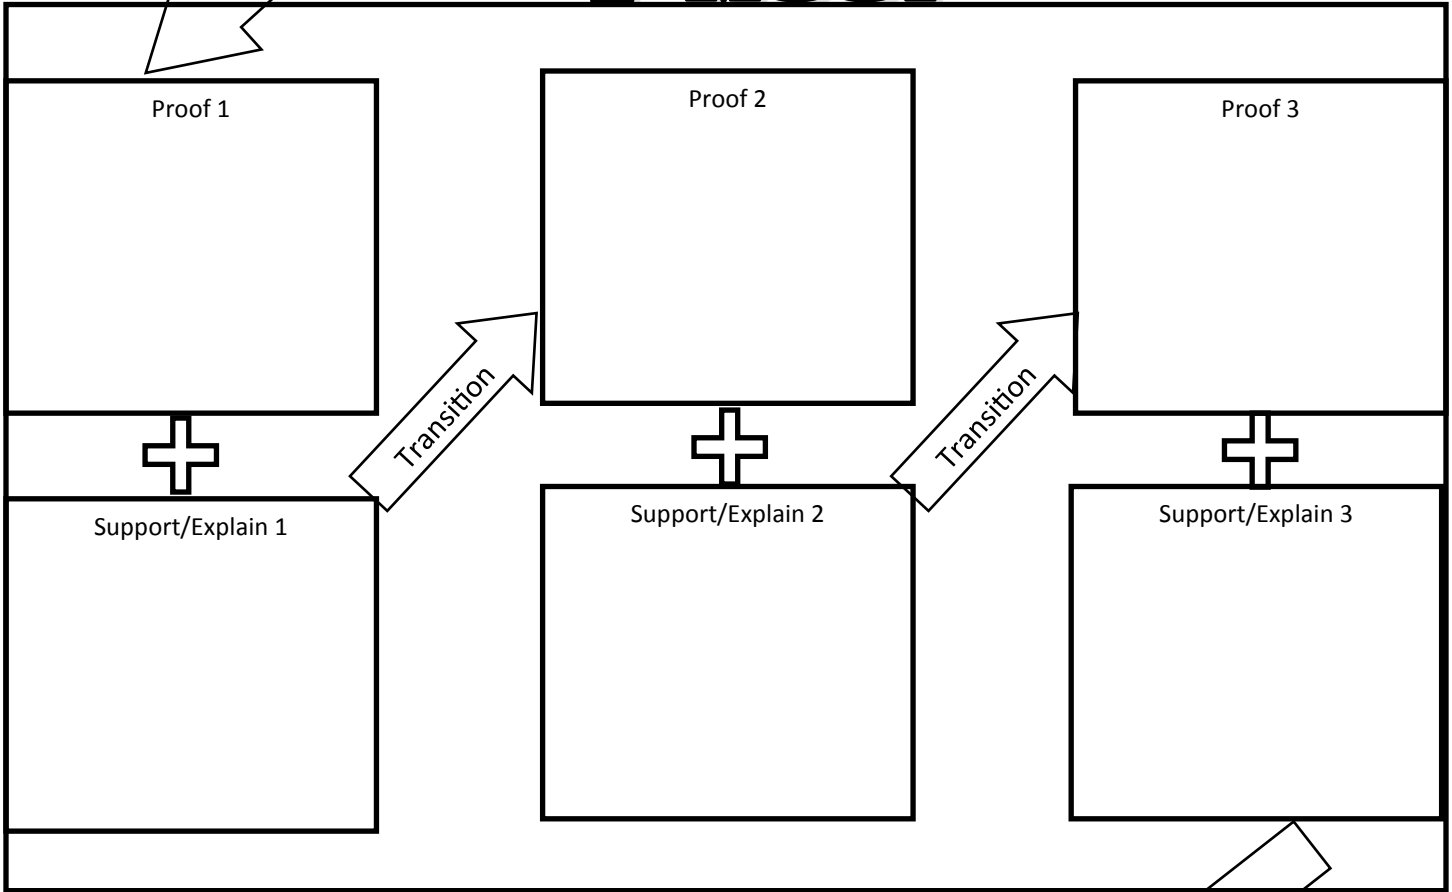 Proof 1
Proof 2
Proof 3
Transition
Transition
Support/Explain 1
Support/Explain 2
Support/Explain 3